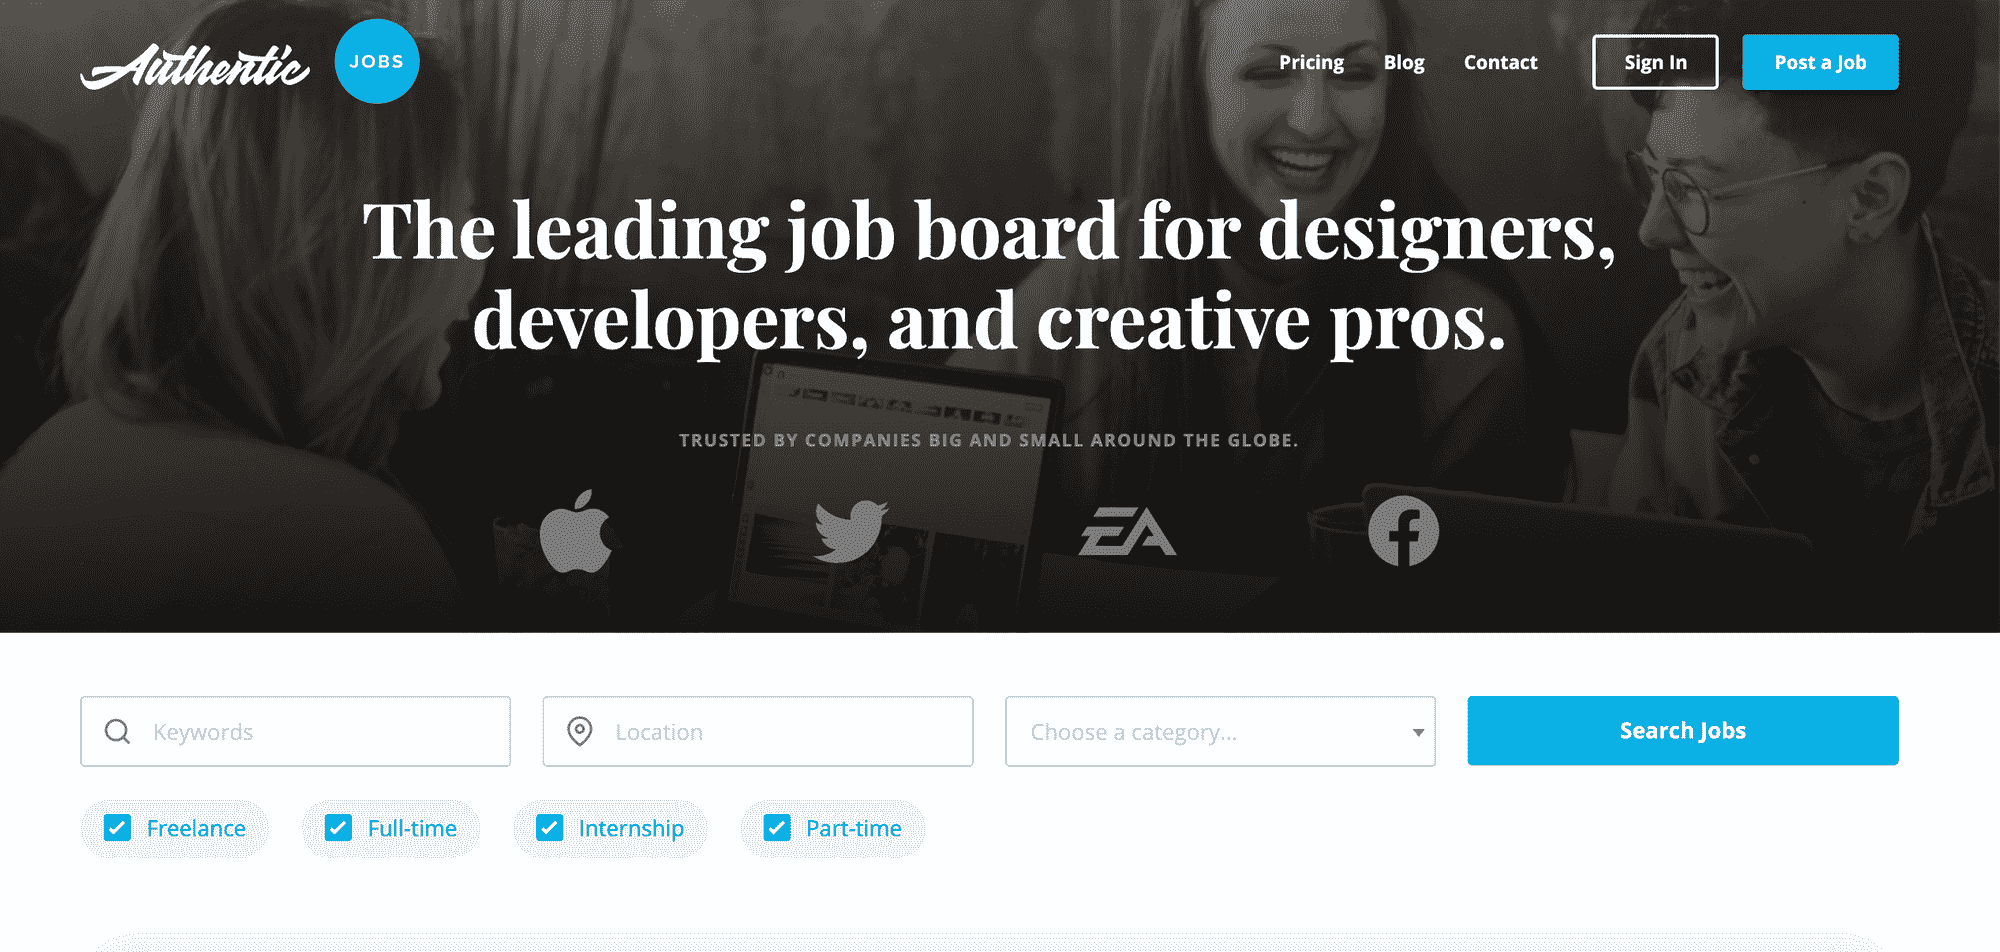 Authentic JOBS
Pricing Blog Contact Sign In Post a Job
The leading job board for designers,
developers, and creative pros.
TRUSTED BY COMPANIES BIG AND SMALL AROUND THE GLOBE.
EA
Keywords Location Choose a category... Search Jobs
Freelance Full-time Internship Part-time